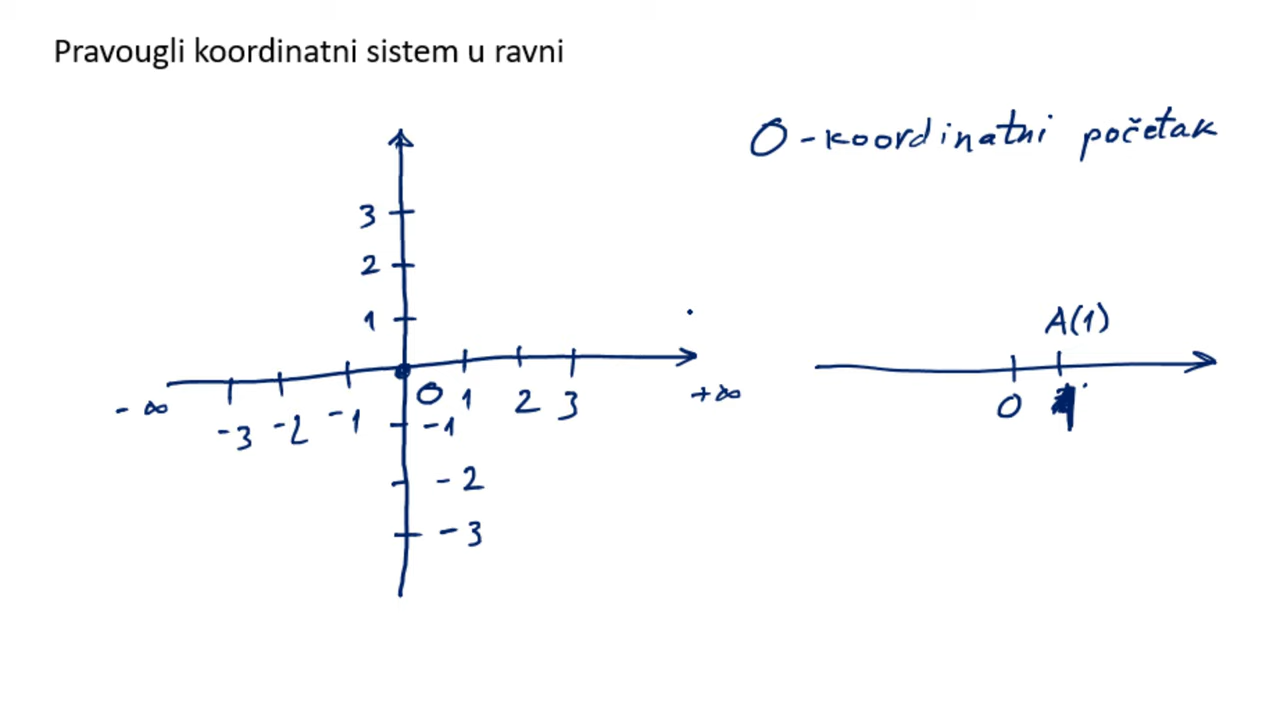 Pravougli koordinatni sistem u ravni
O - koordinatni početak
3
2
1
A(1)
- ∞ -3 -2 -1 O 1 2 3 +∞
0 1
-1
-2
-3